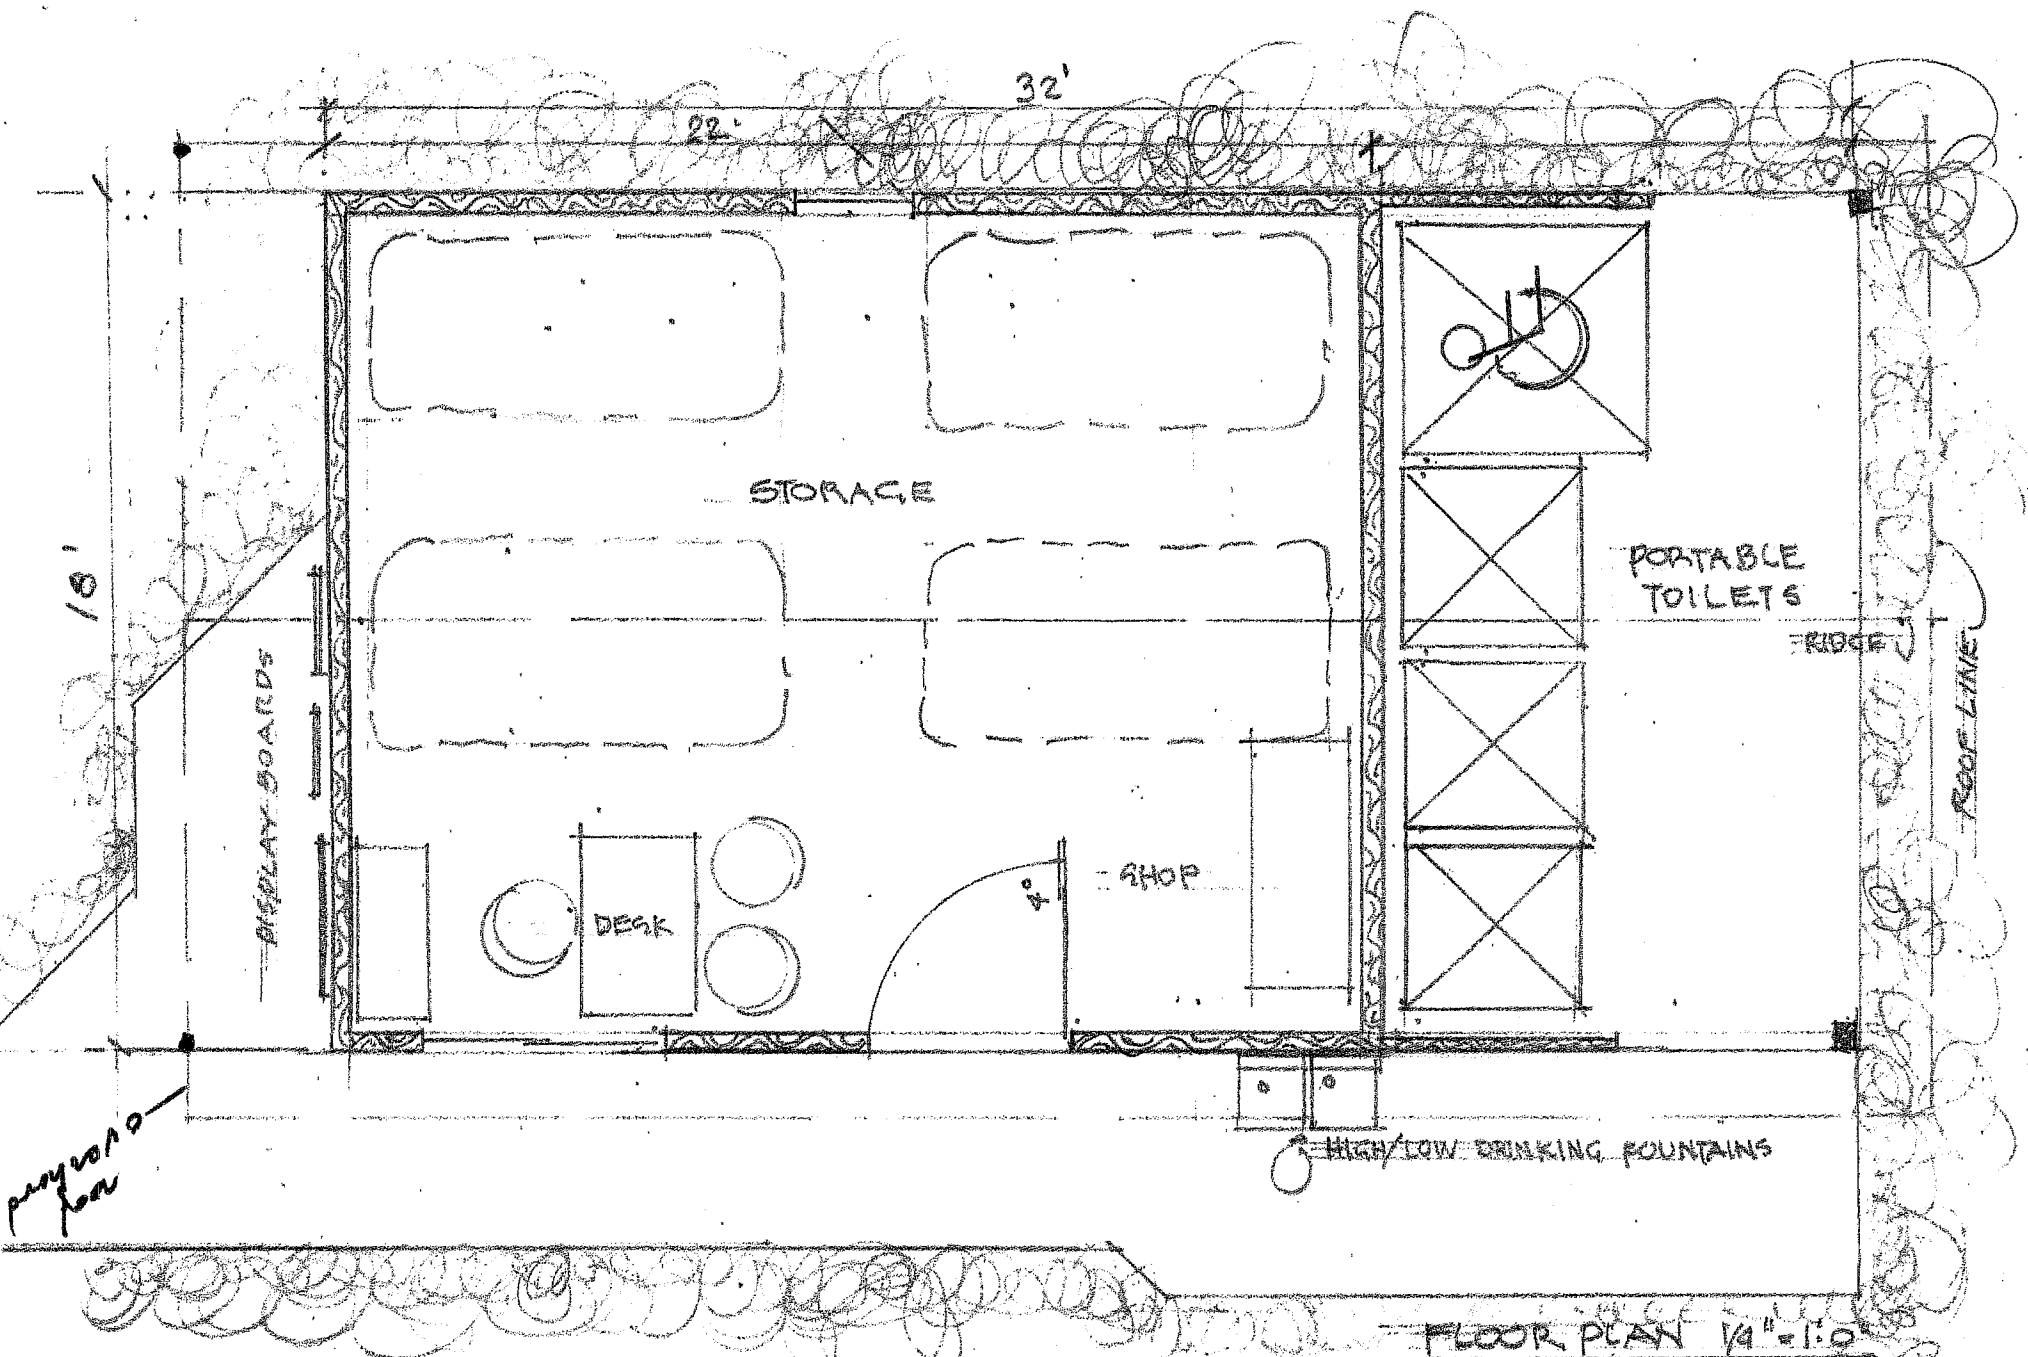 32'
22'
18'
STORAGE
PORTABLE
TOILETS
RIDGE
ROOF LINE
DISPLAY BOARDS
DESK
SHOP
HIGH/LOW DRINKING FOUNTAINS
FLOOR PLAN 1/4"=1'-0"